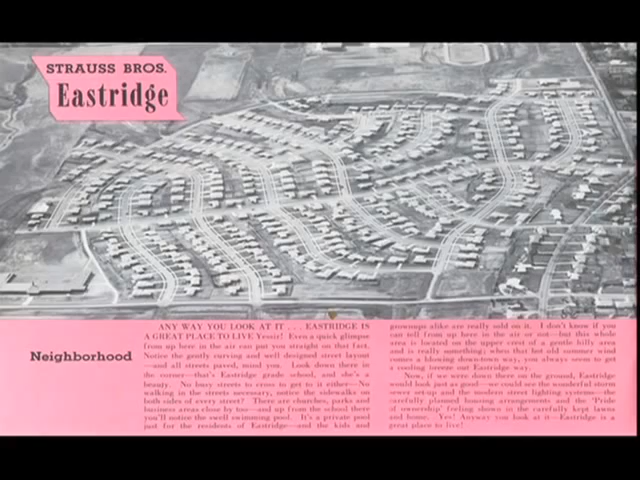 STRAUSS BROS.
Eastridge
Neighborhood
ANY WAY YOU LOOK AT IT . . . EASTRIDGE IS
A GREAT PLACE TO LIVE Yessir! Even a quick glimpse
from up here in the air can put you straight on that fact.
Notice the gently curving and well designed street layout
—and all streets paved, mind you. Look down there in
the corner—that's Eastridge grade school, and she's a
beauty. No busy streets to cross to get to it either—No
walking in the streets necessary, notice the sidewalks on
both sides of every street? There are churches, parks and
business areas close by too—and up from the school there
you'll notice the swell swimming pool. It's a private pool
just for the residents of Eastridge—and the kids and
grownups alike are really sold on it. I don't know if you
can tell from up here in the air or not—but this whole
area is located on the upper crest of a gentle hilly area
and is really something; when that hot old summer wind
comes a blowing down-town way, you always seem to get
a cooling breeze out Eastridge way.
Now, if we were down there on the ground, Eastridge
would look just as good—we could see the wonderful storm
sewer set-up and the modern street lighting systems—the
carefully planned housing arrangements and the 'Pride
of ownership' feeling shown in the carefully kept lawns
and homes. Yes! Anyway you look at it—Eastridge is a
great place to live!